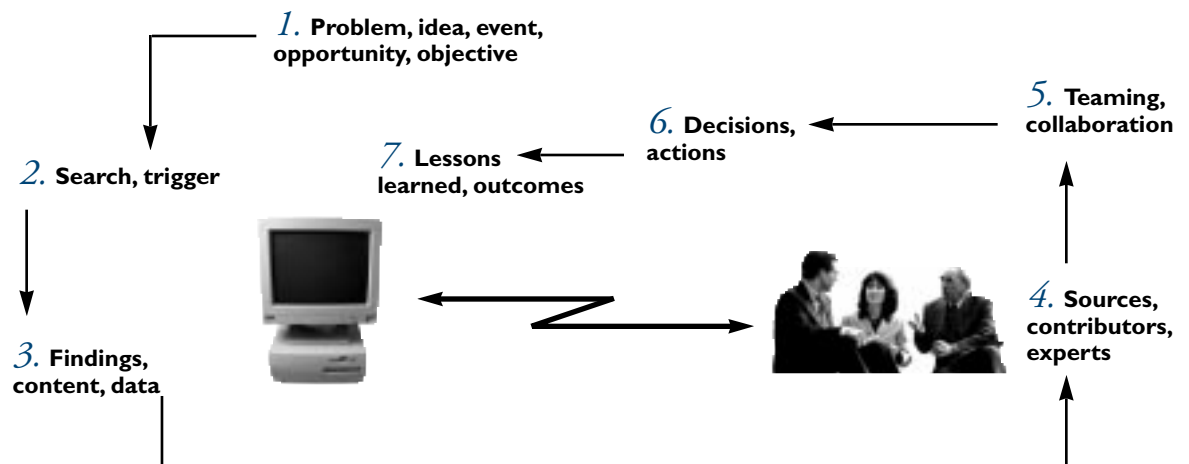 1. Problem, idea, event,
opportunity, objective
2. Search, trigger
3. Findings,
content, data
4. Sources,
contributors,
experts
5. Teaming,
collaboration
6. Decisions,
actions
7. Lessons
learned, outcomes